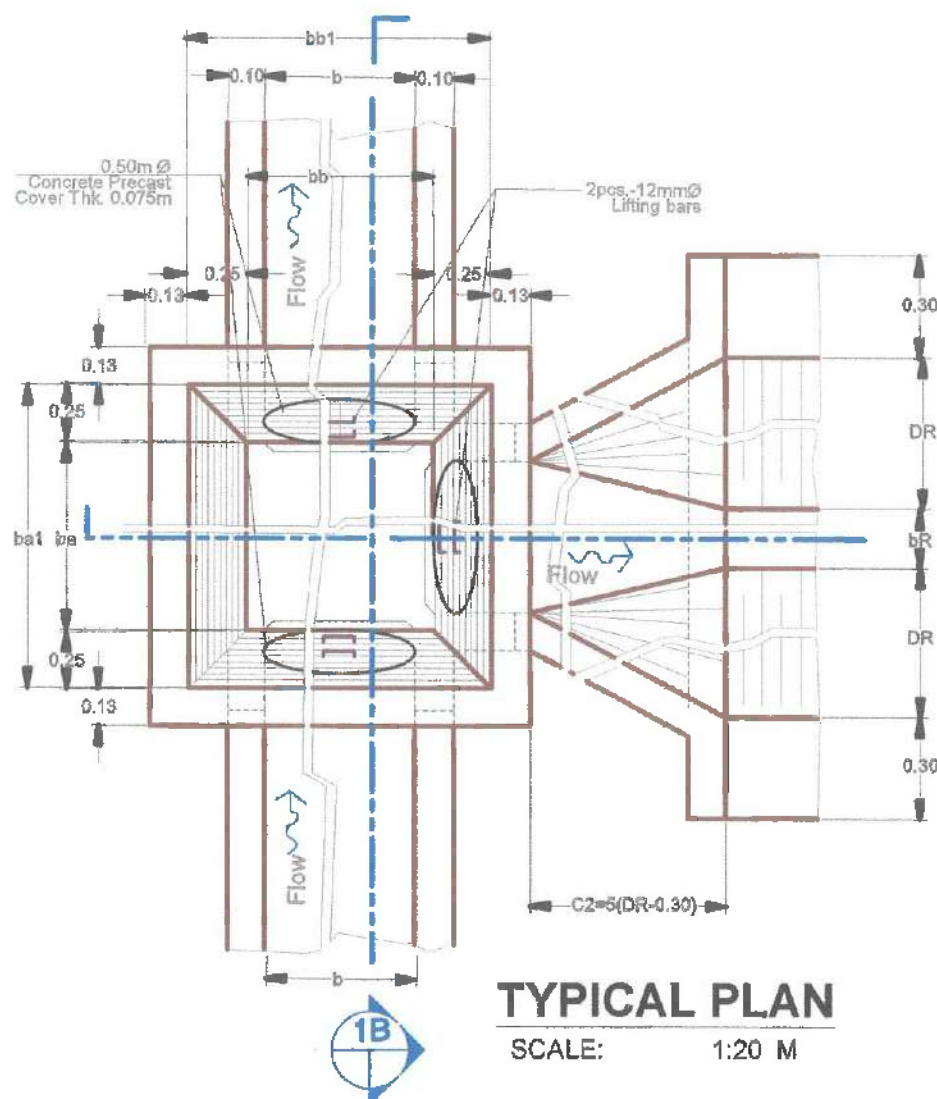 bb1
0.10
b
0.10
0.50m Ø
Concrete Precast
Cover Thk. 0.075m
bb
2pcs.-12mmØ
Lifting bars
Flow
0.25
0.25
0.13
0.13
0.30
0.13
0.25
DR
ba1
ba
bR
Flow
0.25
DR
0.13
0.30
Flow
C2=5(DR-0.30)
b
TYPICAL PLAN
1B
SCALE: 1:20 M